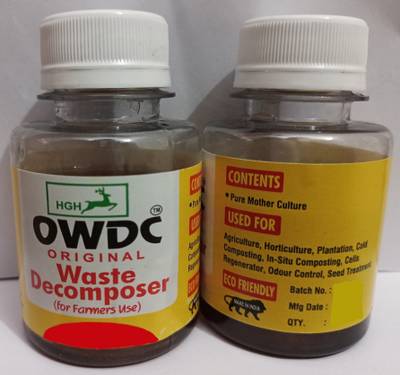 HGH
OWDC TM
ORIGINAL
Waste
Decomposer
(for Farmers Use)
CONTENTS
• Pure Mother Culture
USED FOR
Agriculture, Horticulture, Plantation, Cold
Composting, In-Situ Composting, Cells
Regenerator, Odour Control, Seed Treatment
ECO FRIENDLY
MAKE IN INDIA
Batch No. :
Mfg Date :
QTY. :